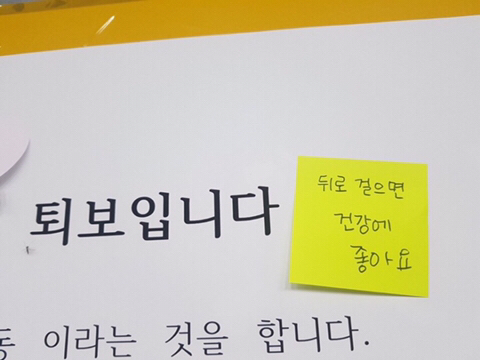 퇴보입니다
뒤로 걸으면
건강에
좋아요
이라는 것을 합니다.